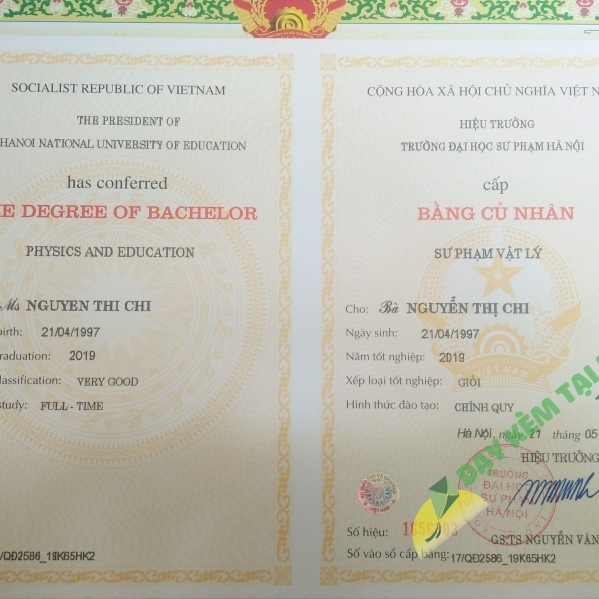 SOCIALIST REPUBLIC OF VIETNAM
THE PRESIDENT OF
HANOI NATIONAL UNIVERSITY OF EDUCATION
has conferred
DEGREE OF BACHELOR
PHYSICS AND EDUCATION
Ms NGUYEN THI CHI
birth: 21/04/1997
graduation: 2019
classification: VERY GOOD
study: FULL - TIME
/QĐ2586_19K65HK2
CỘNG HÒA XÃ HỘI CHỦ NGHĨA VIỆT N
HIỆU TRƯỞNG
TRƯỜNG ĐẠI HỌC SƯ PHẠM HÀ NỘI
cấp
BẰNG CỬ NHÂN
SƯ PHẠM VẬT LÝ
Cho: Bà NGUYỄN THỊ CHI
Ngày sinh: 21/04/1997
Năm tốt nghiệp: 2019
Xếp loại tốt nghiệp: GIỎI
Hình thức đào tạo: CHÍNH QUY
Hà Nội, ngày 21 tháng 05
HIỆU TRƯỞNG
TRƯỜNG
ĐẠI HỌC
SƯ PHẠM
HÀ NỘI
DẠY KÈM TẠI
Số hiệu:
GS.TS NGUYỄN VĂN
Số vào sổ cấp bằng: 17/QĐ2586_19K65HK2